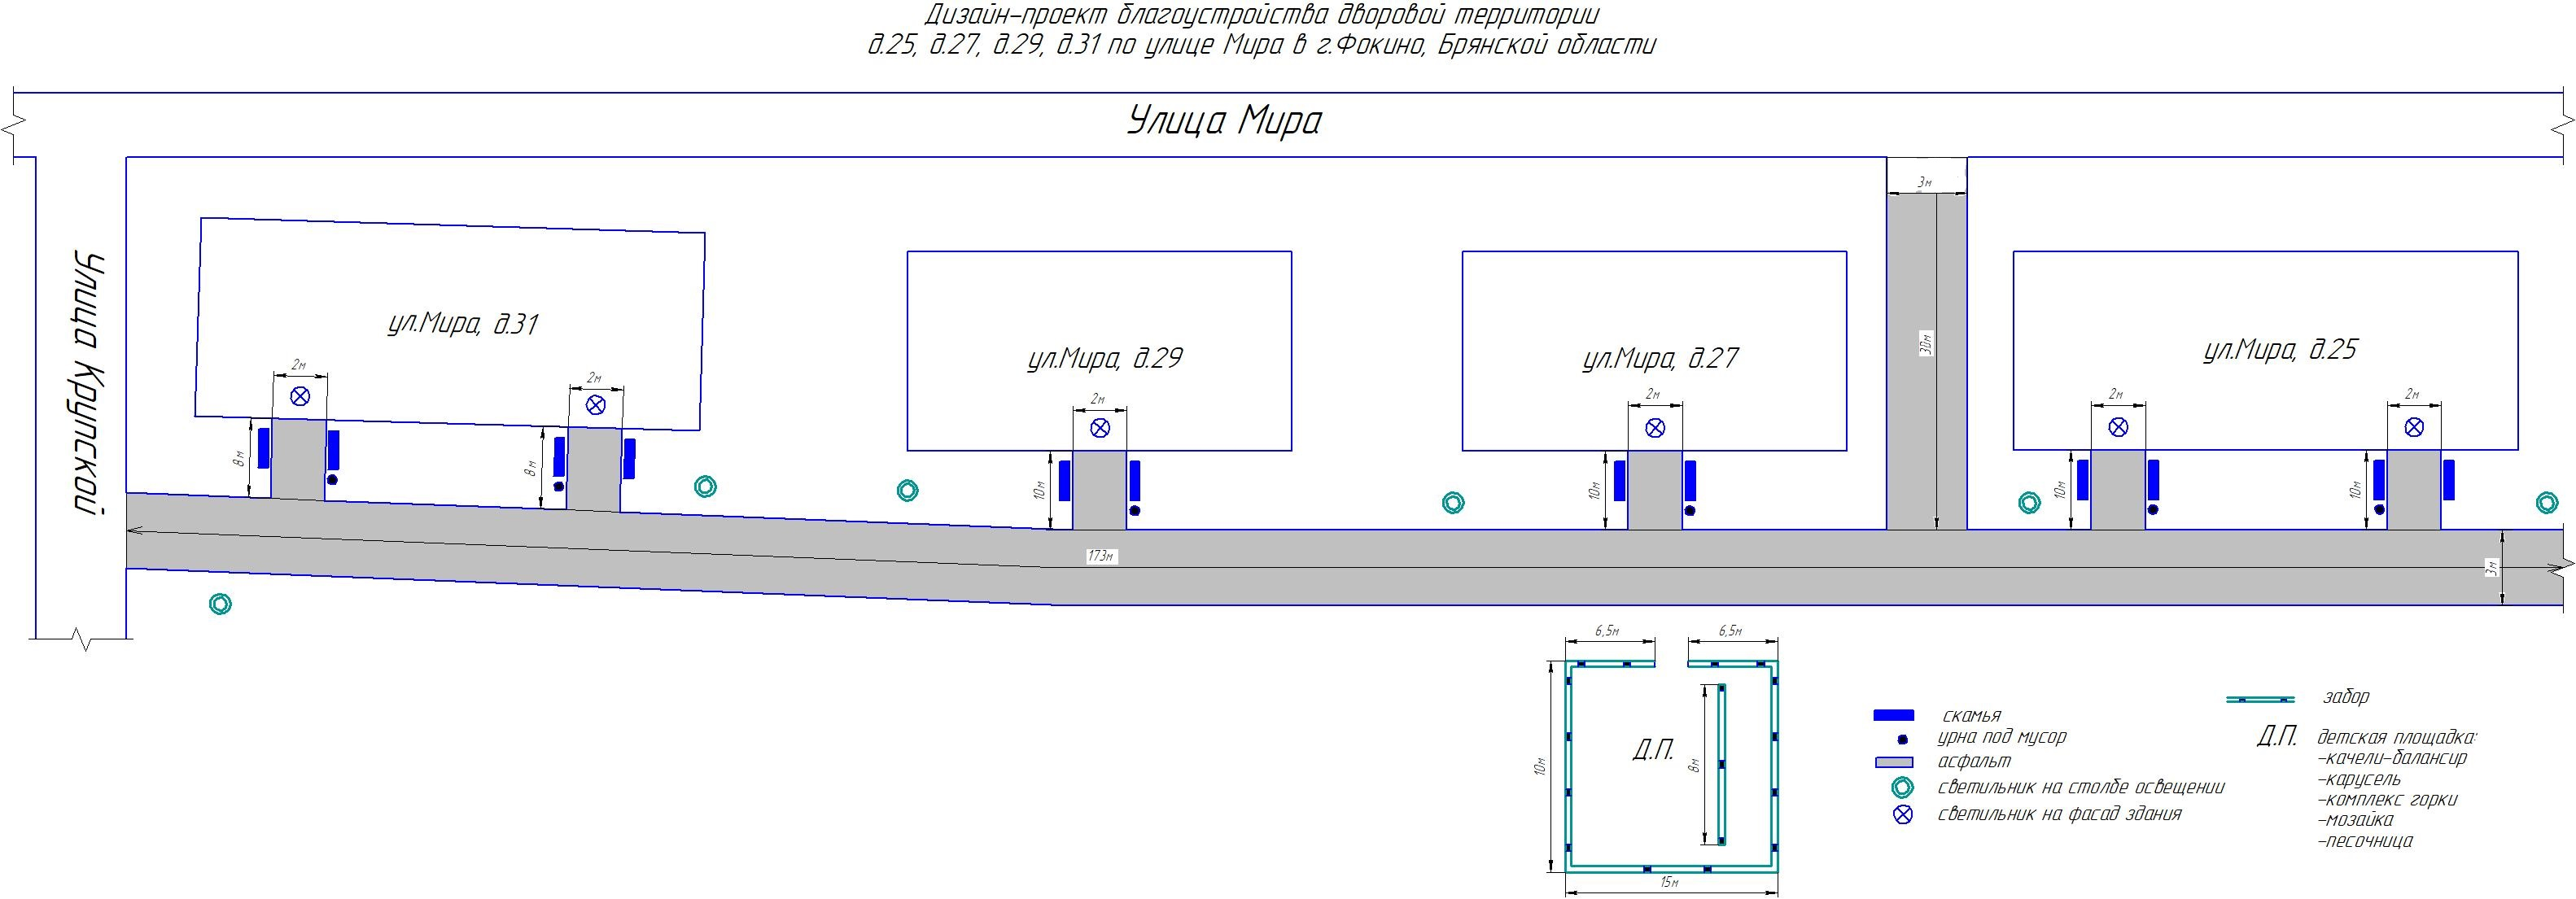 Дизайн-проект благоустройства дворовой территории
д.25, д.27, д.29, д.31 по улице Мира в г.Фокино, Брянской области
Улица Мира
Улица Крупской
3м
30м
ул.Мира, д.31
ул.Мира, д.29
ул.Мира, д.27
ул.Мира, д.25
2м
2м
2м
2м
2м
2м
8м
8м
10м
10м
10м
10м
173м
3м
6,5м
6,5м
10м
Д.П.
8м
15м
скамья
урна под мусор
асфальт
светильник на столбе освещении
светильник на фасад здания
забор
Д.П. детская площадка:
-качели-балансир
-карусель
-комплекс горки
-мозайка
-песочница